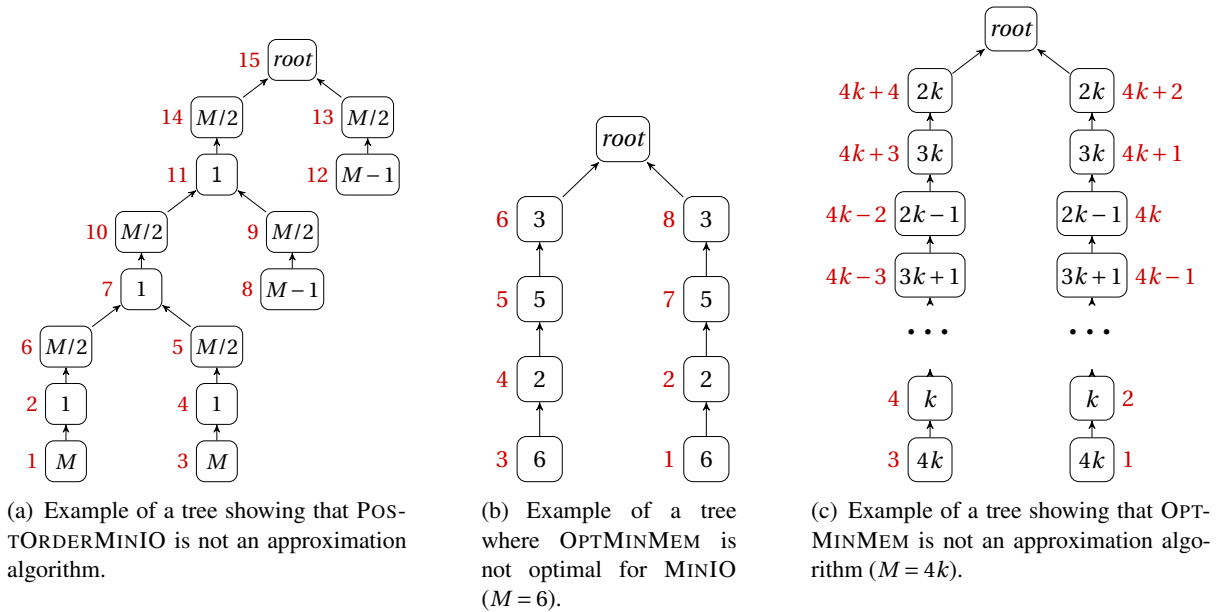 15 root
14 M/2
13 M/2
11 1
12 M−1
10 M/2
9 M/2
7 1
8 M−1
6 M/2
5 M/2
2 1
4 1
1 M
3 M
(a) Example of a tree showing that POS-
TORDERMINIO is not an approximation
algorithm.
root
6 3
8 3
5 5
7 5
4 2
2 2
3 6
1 6
(b) Example of a tree
where OPTMINMEM is
not optimal for MINIO
(M = 6).
root
4k+4 2k
2k 4k+2
4k+3 3k
3k 4k+1
4k−2 2k−1
2k−1 4k
4k−3 3k+1
3k+1 4k−1
• • •
• • •
4 k
k 2
3 4k
4k 1
(c) Example of a tree showing that OPT-
MINMEM is not an approximation algo-
rithm (M = 4k).